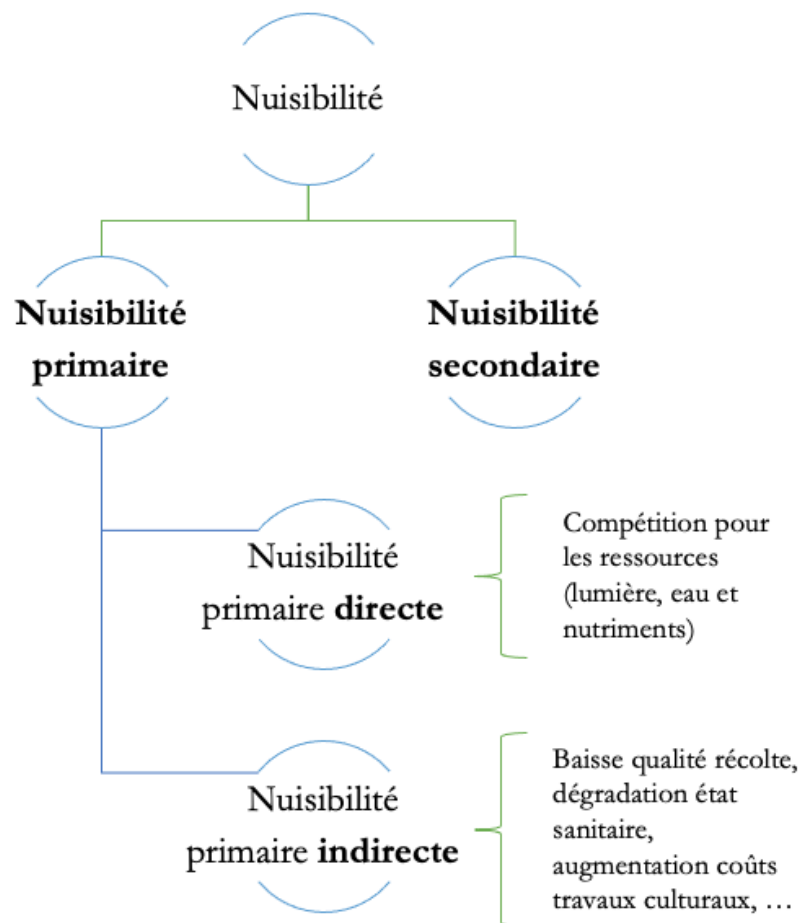 Nuisibilité
Nuisibilité
primaire
Nuisibilité
secondaire
Nuisibilité
primaire directe
Compétition pour
les ressources
(lumière, eau et
nutriments)
Nuisibilité
primaire indirecte
Baisse qualité récolte,
dégradation état
sanitaire,
augmentation coûts
travaux culturaux, …